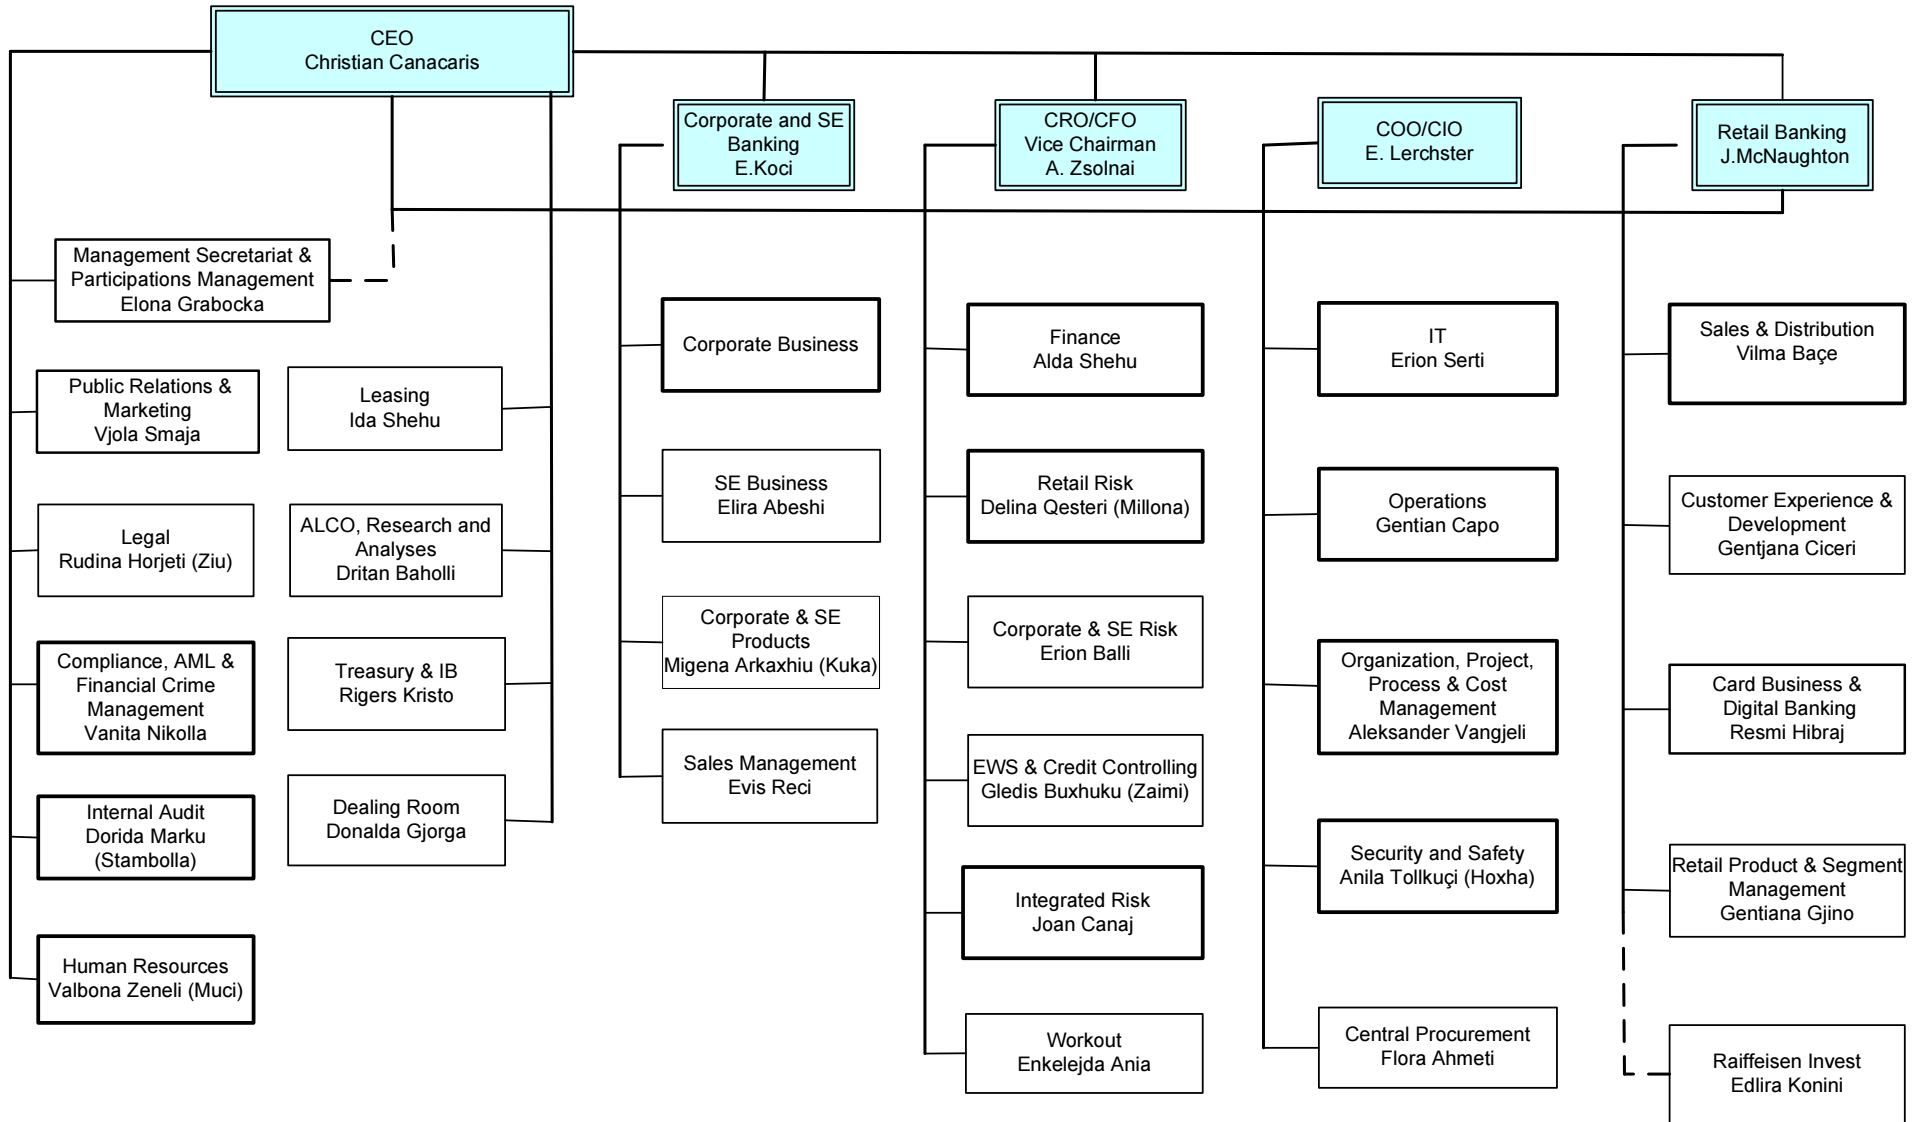 CEO
Christian Canacaris
Corporate and SE
Banking
E.Koci
CRO/CFO
Vice Chairman
A. Zsolnai
COO/CIO
E. Lerchster
Retail Banking
J.McNaughton
Management Secretariat &
Participations Management
Elona Grabocka
Public Relations &
Marketing
Vjola Smaja
Legal
Rudina Horjeti (Ziu)
Compliance, AML &
Financial Crime
Management
Vanita Nikolla
Internal Audit
Dorida Marku
(Stambolla)
Human Resources
Valbona Zeneli (Muci)
Leasing
Ida Shehu
ALCO, Research and
Analyses
Dritan Baholli
Treasury & IB
Rigers Kristo
Dealing Room
Donalda Gjorga
Corporate Business
SE Business
Elira Abeshi
Corporate & SE
Products
Migena Arkaxhiu (Kuka)
Sales Management
Evis Reci
Finance
Alda Shehu
Retail Risk
Delina Qesteri (Millona)
Corporate & SE Risk
Erion Balli
EWS & Credit Controlling
Gledis Buxhuku (Zaimi)
Integrated Risk
Joan Canaj
Workout
Enkelejda Ania
IT
Erion Serti
Operations
Gentian Capo
Organization, Project,
Process & Cost
Management
Aleksander Vangjeli
Security and Safety
Anila Tollkuçi (Hoxha)
Central Procurement
Flora Ahmeti
Sales & Distribution
Vilma Baçe
Customer Experience &
Development
Gentjana Ciceri
Card Business &
Digital Banking
Resmi Hibraj
Retail Product & Segment
Management
Gentiana Gjino
Raiffeisen Invest
Edlira Konini